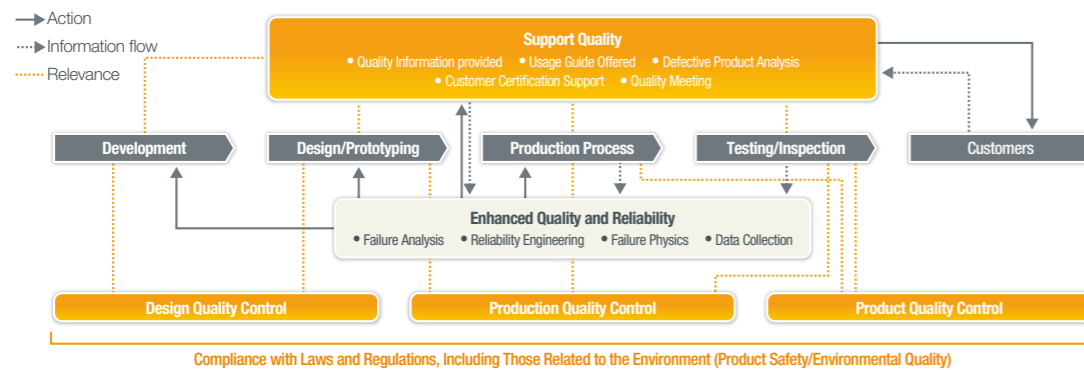 Action
Information flow
Relevance
Support Quality
• Quality Information provided • Usage Guide Offered • Defective Product Analysis
• Customer Certification Support • Quality Meeting
Development
Design/Prototyping
Production Process
Testing/Inspection
Customers
Enhanced Quality and Reliability
• Failure Analysis • Reliability Engineering • Failure Physics • Data Collection
Design Quality Control
Production Quality Control
Product Quality Control
Compliance with Laws and Regulations, Including Those Related to the Environment (Product Safety/Environmental Quality)